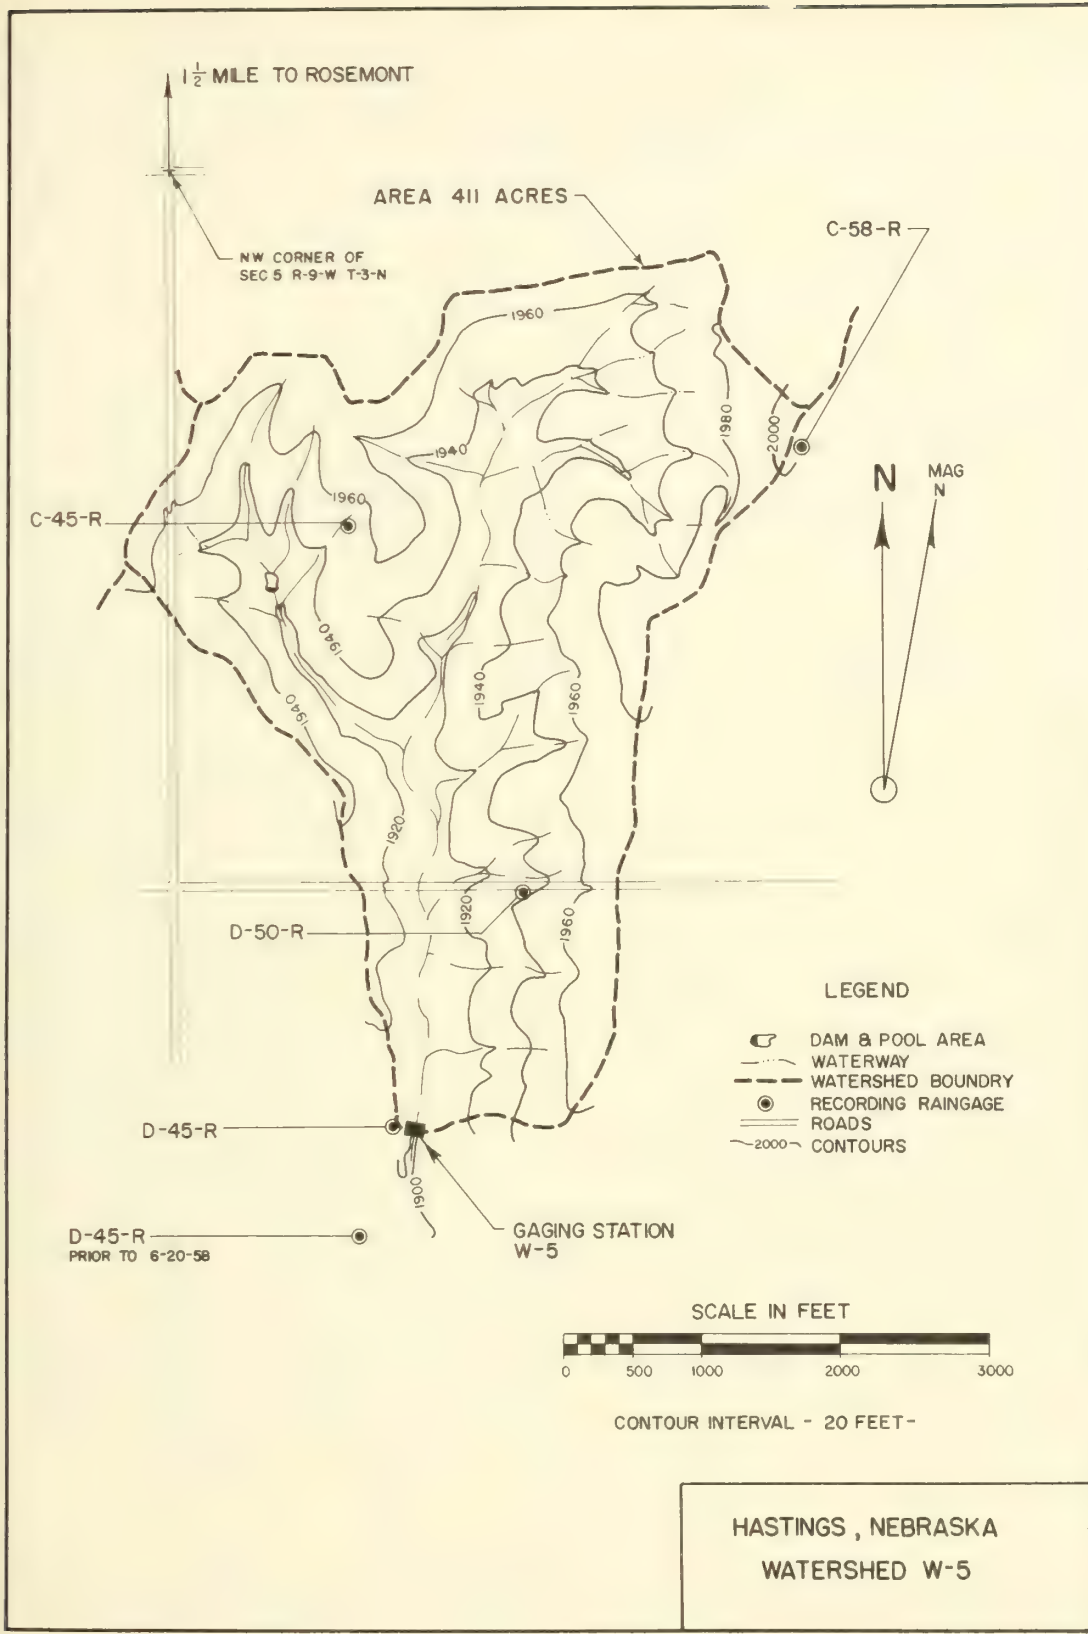 1 1/2 MILE TO ROSEMONT
AREA 411 ACRES
C-58-R
NW CORNER OF
SEC 5 R-9-W T-3-N
1960
1980
2000
1940
N
MAG
N
1960
C-45-R
1940
1940
1940
1960
1920
1920
1960
D-50-R
LEGEND
DAM & POOL AREA
WATERWAY
WATERSHED BOUNDRY
RECORDING RAINGAGE
ROADS
2000 CONTOURS
D-45-R
1900
D-45-R
PRIOR TO 6-20-58
GAGING STATION
W-5
SCALE IN FEET
0 500 1000 2000 3000
CONTOUR INTERVAL - 20 FEET-
HASTINGS, NEBRASKA
WATERSHED W-5